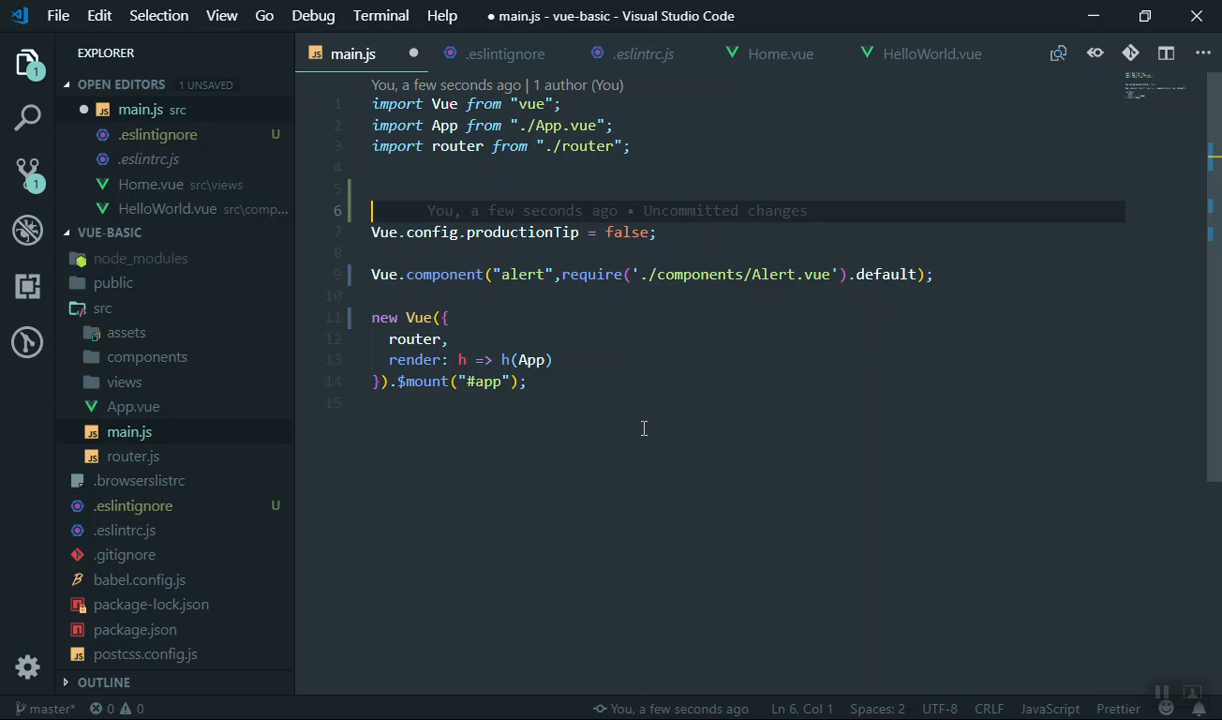 File Edit Selection View Go Debug Terminal Help ● main.js - vue-basic - Visual Studio Code
EXPLORER
OPEN EDITORS 1 UNSAVED
main.js src
.eslintignore U
.eslintrc.js
Home.vue src\views
HelloWorld.vue src\comp...
VUE-BASIC
node_modules
public
src
assets
components
views
App.vue
main.js
router.js
.browserslistrc
.eslintignore U
.eslintrc.js
.gitignore
babel.config.js
package-lock.json
package.json
postcss.config.js
OUTLINE
1
1
main.js .eslintignore .eslintrc.js Home.vue HelloWorld.vue
You, a few seconds ago | 1 author (You)
1 import Vue from "vue";
2 import App from "./App.vue";
3 import router from "./router";
4
5
6 You, a few seconds ago • Uncommitted changes
7 Vue.config.productionTip = false;
8
9 Vue.component("alert",require('./components/Alert.vue').default);
10
11 new Vue({
12 router,
13 render: h => h(App)
14 }).$mount("#app");
15
master* 0 0 You, a few seconds ago Ln 6, Col 1 Spaces: 2 UTF-8 CRLF JavaScript Prettier